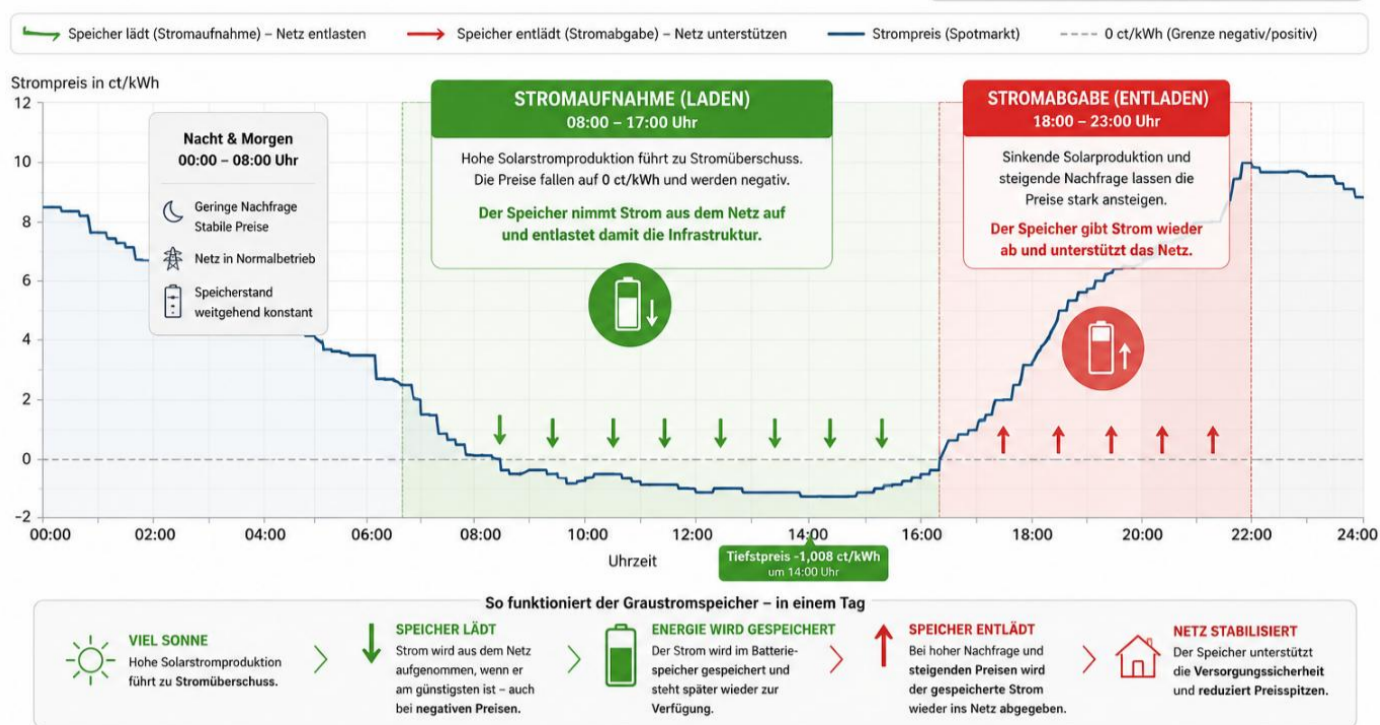 Speicher lädt (Stromaufnahme) – Netz entlasten
Speicher entlädt (Stromabgabe) – Netz unterstützen
Strompreis (Spotmarkt)
0 ct/kWh (Grenze negativ/positiv)
Strompreis in ct/kWh
12
10
8
6
4
2
0
-2
Nacht & Morgen
00:00 – 08:00 Uhr
Geringe Nachfrage
Stabile Preise
Netz in Normalbetrieb
Speicherstand
weitgehend konstant
STROMAUFNAHME (LADEN)
08:00 – 17:00 Uhr
Hohe Solarstromproduktion führt zu Stromüberschuss.
Die Preise fallen auf 0 ct/kWh und werden negativ.
Der Speicher nimmt Strom aus dem Netz auf
und entlastet damit die Infrastruktur.
STROMABGABE (ENTLADEN)
18:00 – 23:00 Uhr
Sinkende Solarproduktion und
steigende Nachfrage lassen die
Preise stark ansteigen.
Der Speicher gibt Strom wieder
ab und unterstützt das Netz.
00:00 02:00 04:00 06:00 08:00 10:00 12:00 14:00 16:00 18:00 20:00 22:00 24:00
Uhrzeit
Tiefstpreis -1,008 ct/kWh
um 14:00 Uhr
So funktioniert der Graustromspeicher – in einem Tag
VIEL SONNE
Hohe Solarstromproduktion
führt zu Stromüberschuss.
SPEICHER LÄDT
Strom wird aus dem Netz
aufgenommen, wenn er
am günstigsten ist – auch
bei negativen Preisen.
ENERGIE WIRD GESPEICHERT
Der Strom wird im Batterie-
speicher gespeichert und
steht später wieder zur
Verfügung.
SPEICHER ENTLÄDT
Bei hoher Nachfrage und
steigenden Preisen wird
der gespeicherte Strom
wieder ins Netz abgegeben.
NETZ STABILISIERT
Der Speicher unterstützt
die Versorgungssicherheit
und reduziert Preisspitzen.